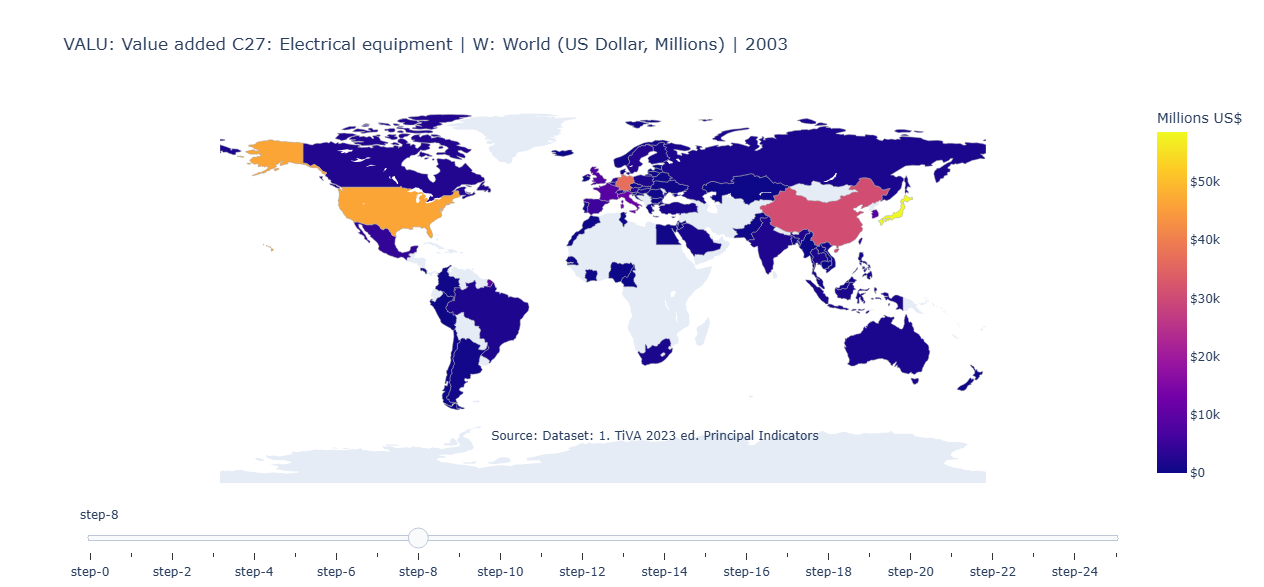 VALU: Value added C27: Electrical equipment | W: World (US Dollar, Millions) | 2003
Millions US$
$50k
$40k
$30k
$20k
$10k
$0
Source: Dataset: 1. TiVA 2023 ed. Principal Indicators
step-8
step-0 step-2 step-4 step-6 step-8 step-10 step-12 step-14 step-16 step-18 step-20 step-22 step-24